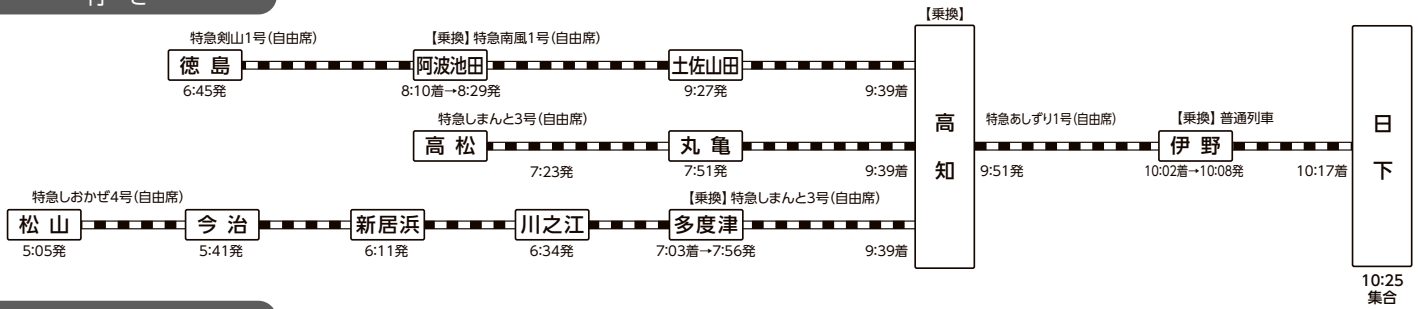 行 き
【乗換】
特急剣山1号(自由席)
【乗換】特急南風1号(自由席)
徳 島
阿波池田
土佐山田
6:45発
8:10着→8:29発
9:27発
9:39着
特急しまんと3号(自由席)
高 松
丸 亀
7:23発
7:51発
9:39着
特急しおかぜ4号(自由席)
【乗換】特急しまんと3号(自由席)
松 山
今 治
新居浜
川之江
多度津
5:05発
5:41発
6:11発
6:34発
7:03着→7:56発
9:39着
高知
特急あしずり1号(自由席)
【乗換】普通列車
伊 野
9:51発
10:02着→10:08発
10:17着
日下
10:25
集合